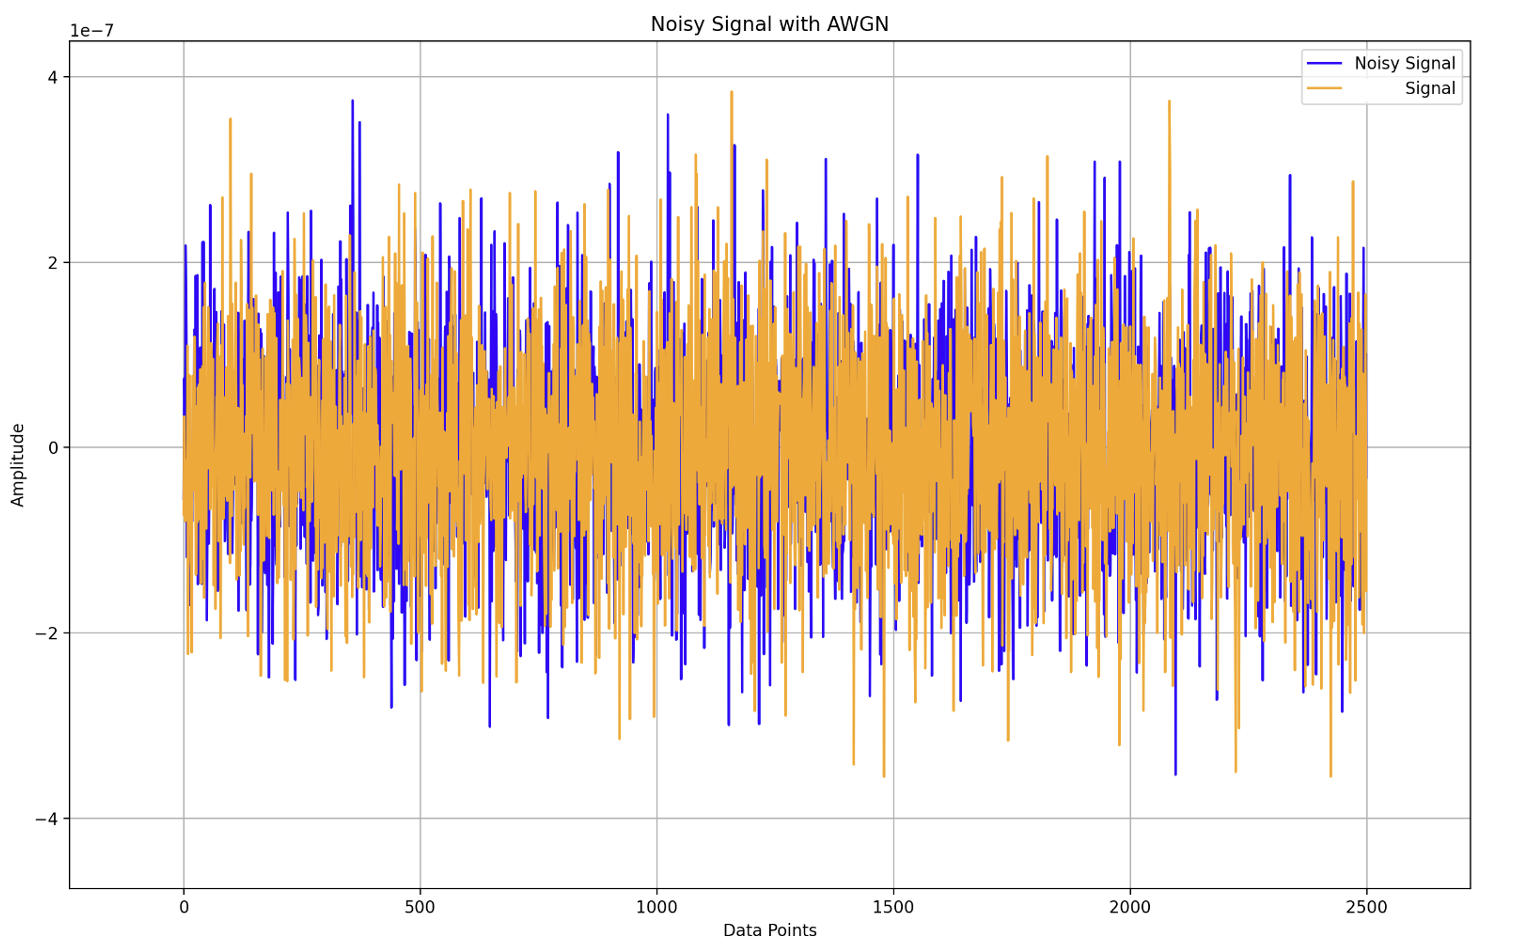 Noisy Signal with AWGN
1e−7
Noisy Signal
Signal
4
2
0
−2
−4
Amplitude
0 500 1000 1500 2000 2500
Data Points